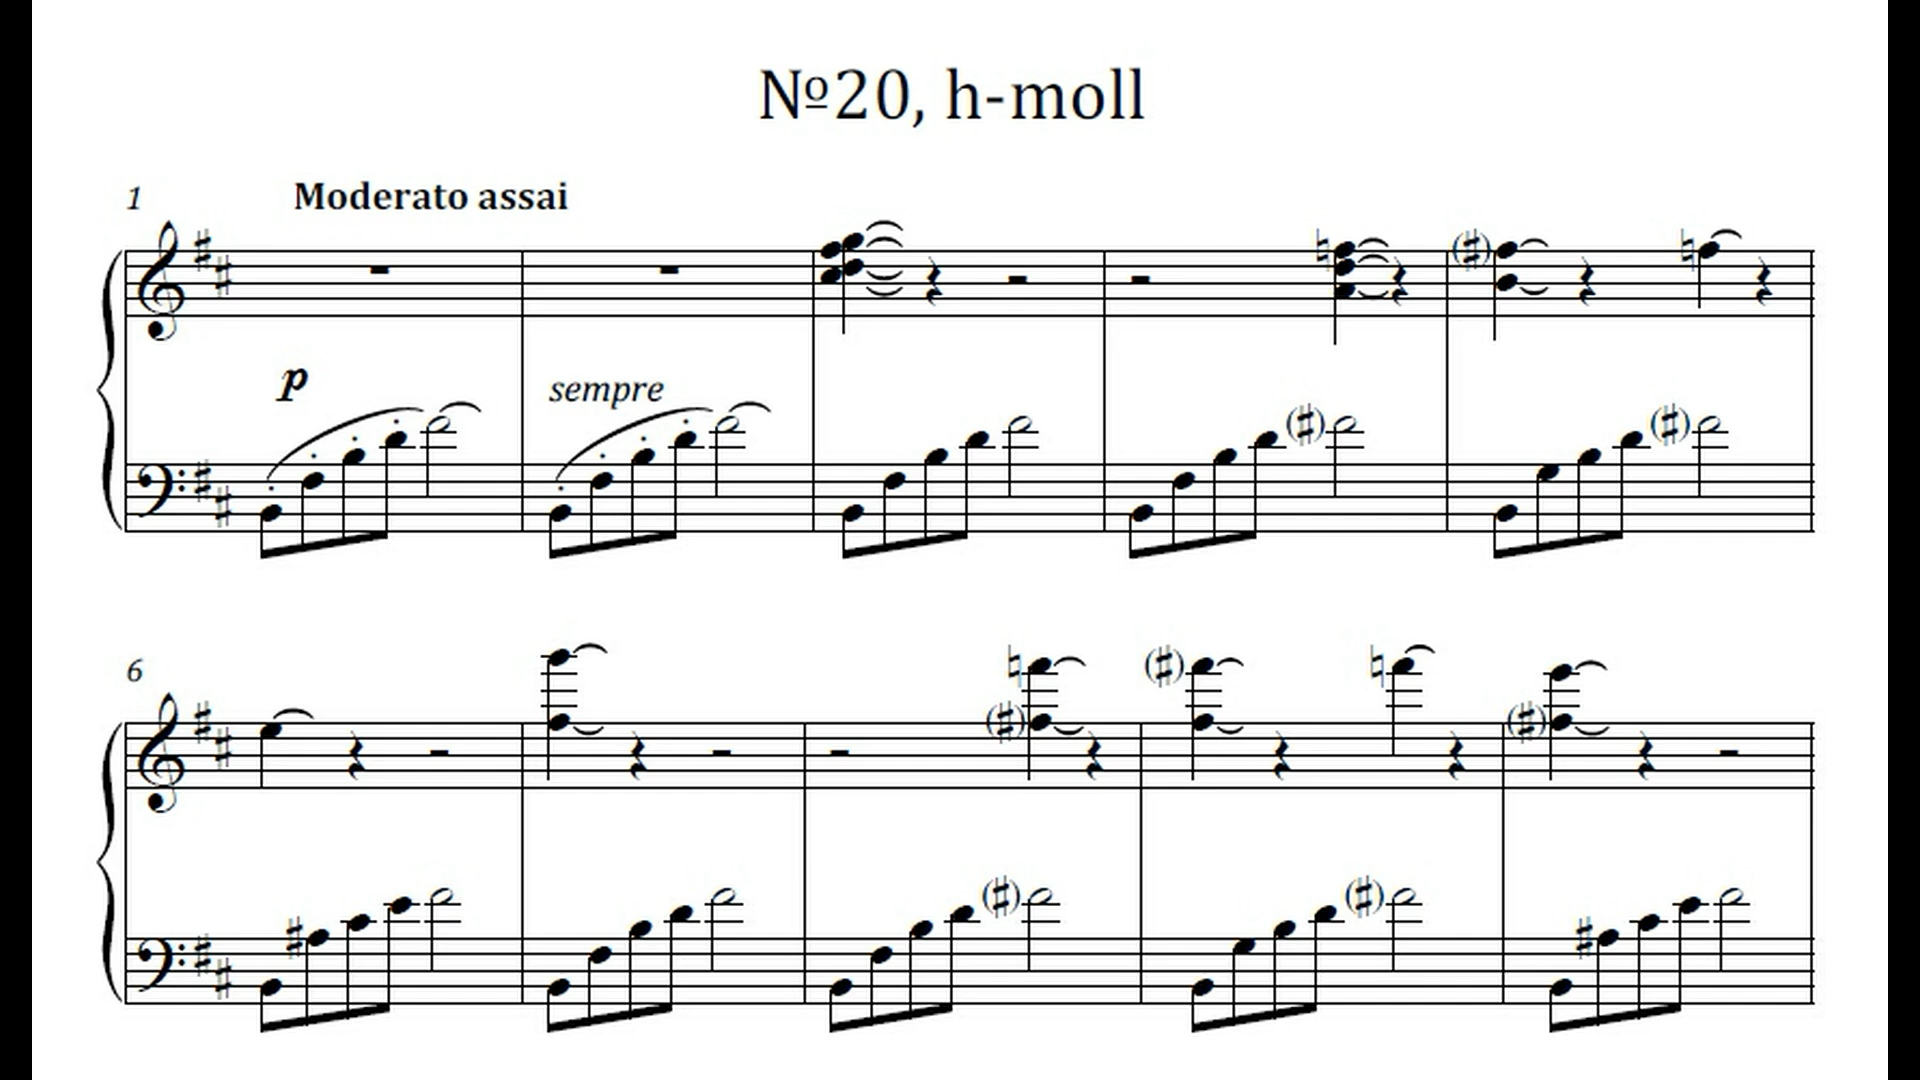 №20, h-moll
1
Moderato assai
p
sempre
6